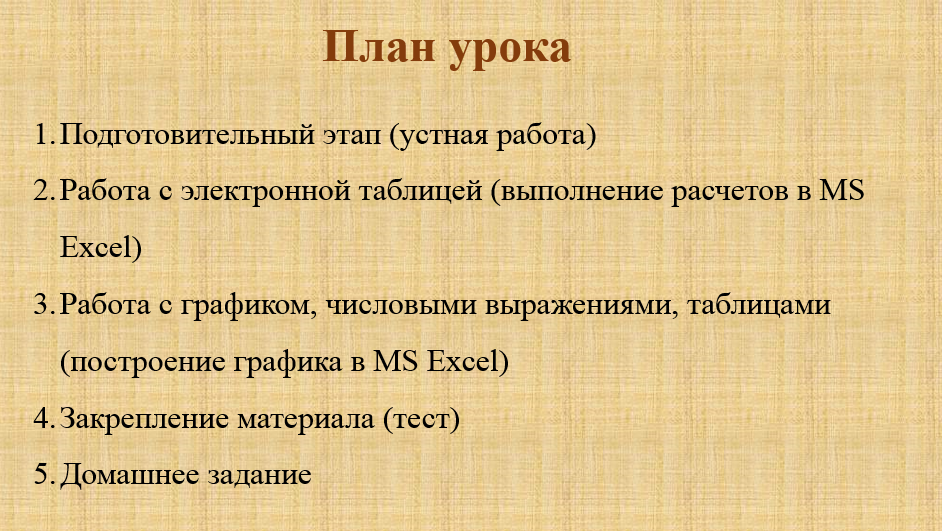 План урока
1. Подготовительный этап (устная работа)
2. Работа с электронной таблицей (выполнение расчетов в MS
Excel)
3. Работа с графиком, числовыми выражениями, таблицами
(построение графика в MS Excel)
4. Закрепление материала (тест)
5. Домашнее задание